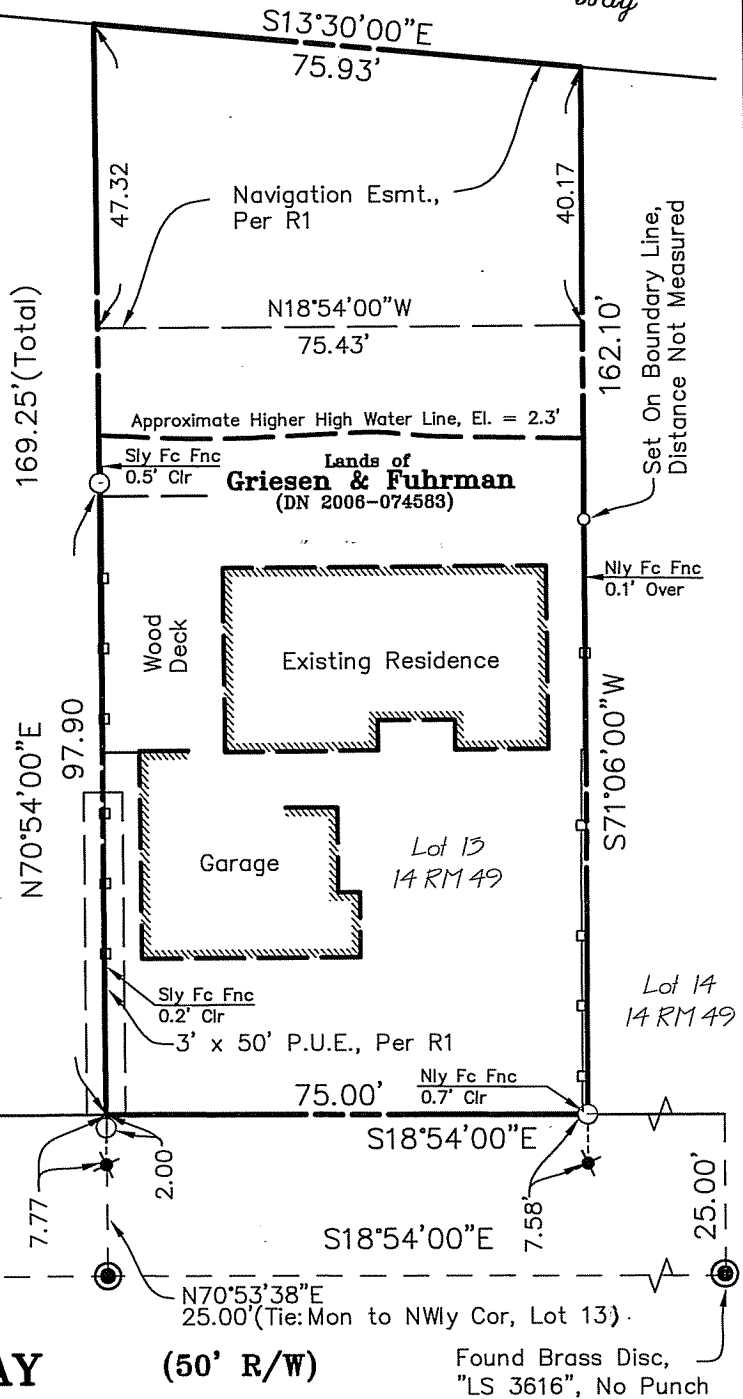 Way
S13°30'00"E
75.93'
47.32
40.17
Navigation Esmt.,
Per R1
N18°54'00"W
75.43'
169.25'(Total)
162.10'
Set On Boundary Line,
Distance Not Measured
Approximate Higher High Water Line, El. = 2.3'
Sly Fc Fnc
0.5' Clr
Lands of
Griesen & Fuhrman
(DN 2006-074583)
Nly Fc Fnc
0.1' Over
Wood
Deck
Existing Residence
N70°54'00"E
97.90
S71°06'00"W
Garage
Lot 13
14 RM 49
Sly Fc Fnc
0.2' Clr
Lot 14
14 RM 49
3' x 50' P.U.E., Per R1
75.00'
Nly Fc Fnc
0.7' Clr
S18°54'00"E
7.77
2.00
7.58'
25.00'
S18°54'00"E
N70°53'38"E
25.00'(Tie: Mon to NWly Cor, Lot 13)
AY (50' R/W)
Found Brass Disc,
"LS 3616", No Punch